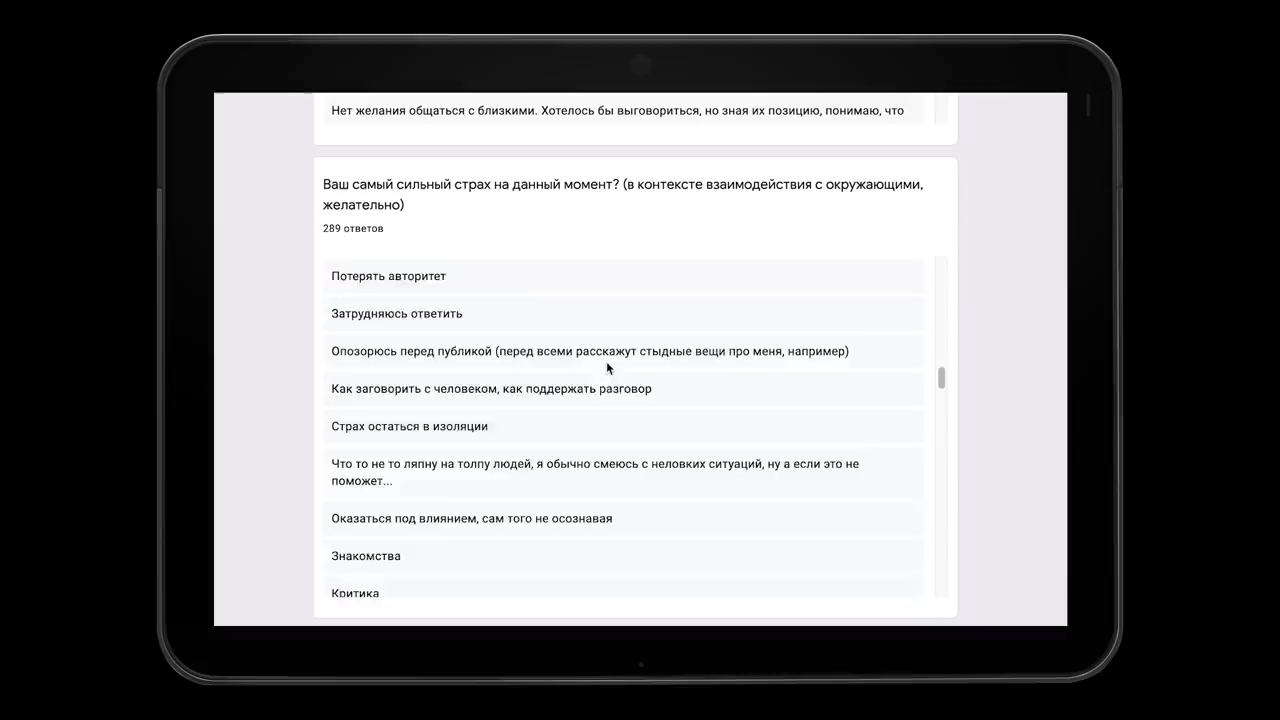 Нет желания общаться с близкими. Хотелось бы выговориться, но зная их позицию, понимаю, что
Ваш самый сильный страх на данный момент? (в контексте взаимодействия с окружающими,
желательно)
289 ответов
Потерять авторитет
Затрудняюсь ответить
Опозорюсь перед публикой (перед всеми расскажут стыдные вещи про меня, например)
Как заговорить с человеком, как поддержать разговор
Страх остаться в изоляции
Что то не то ляпну на толпу людей, я обычно смеюсь с неловких ситуаций, ну а если это не
поможет...
Оказаться под влиянием, сам того не осознавая
Знакомства
Критика